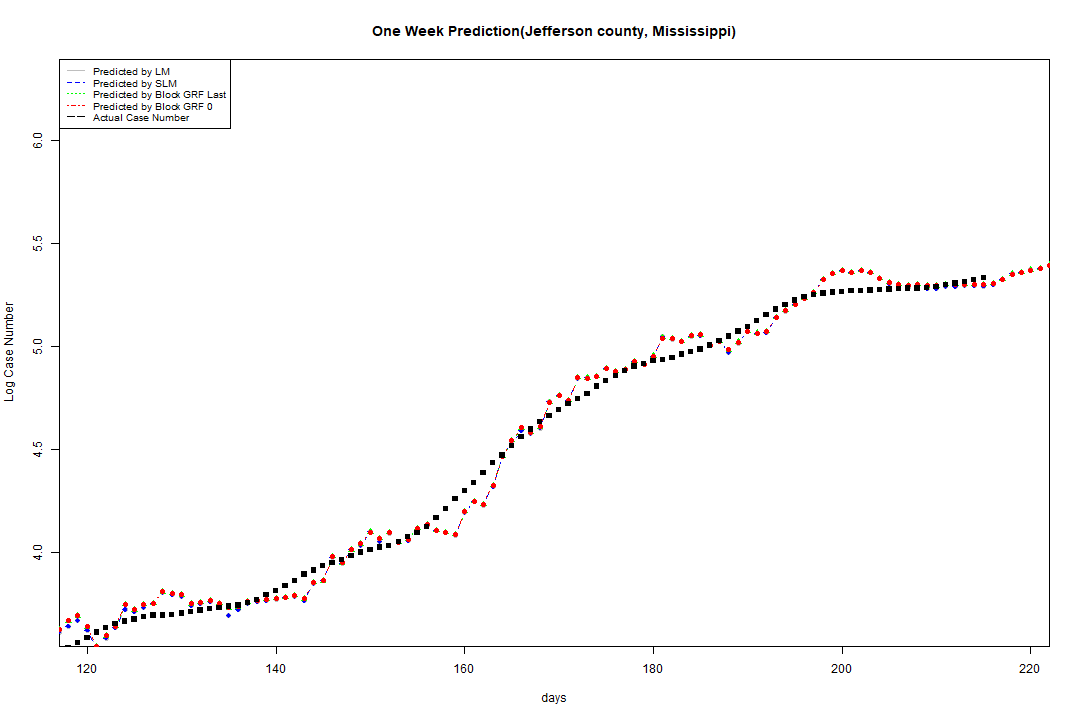 One Week Prediction(Jefferson county, Mississippi)
Predicted by LM
Predicted by SLM
Predicted by Block GRF Last
Predicted by Block GRF 0
Actual Case Number
6.0
5.5
5.0
4.5
4.0
Log Case Number
120 140 160 180 200 220
days